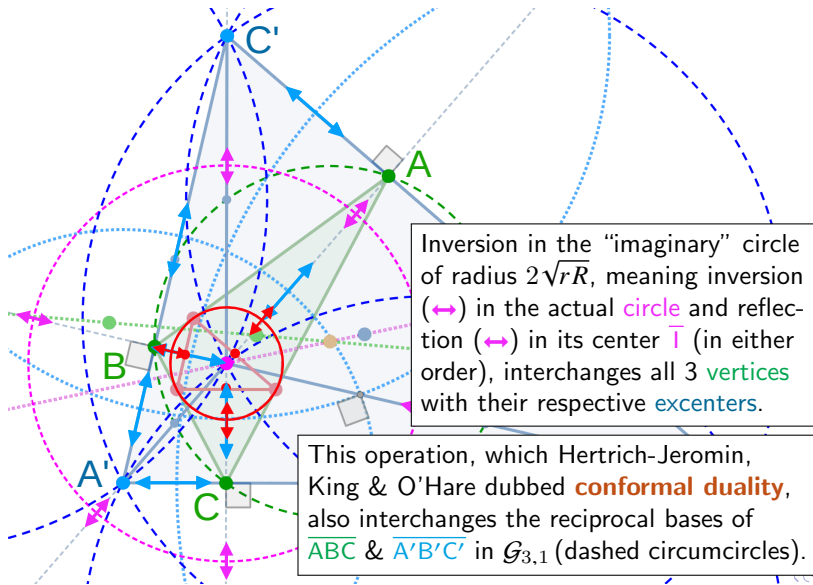 C'
A
Inversion in the “imaginary” circle
of radius 2√rR, meaning inversion
(↔) in the actual circle and reflec-
tion (↔) in its center I̅ (in either
order), interchanges all 3 vertices
with their respective excenters.
B
A'
C
This operation, which Hertrich-Jeromin,
King & O'Hare dubbed conformal duality,
also interchanges the reciprocal bases of
A̅B̅C̅ & A̅′B̅′C̅′ in 𝒢3,1 (dashed circumcircles).